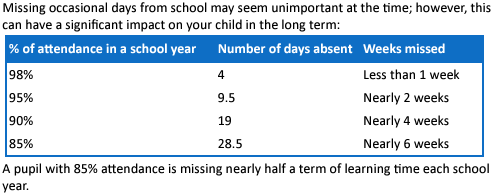 Missing occasional days from school may seem unimportant at the time; however, this
can have a significant impact on your child in the long term:
% of attendance in a school year Number of days absent Weeks missed
98% 4 Less than 1 week
95% 9.5 Nearly 2 weeks
90% 19 Nearly 4 weeks
85% 28.5 Nearly 6 weeks
A pupil with 85% attendance is missing nearly half a term of learning time each school
year.